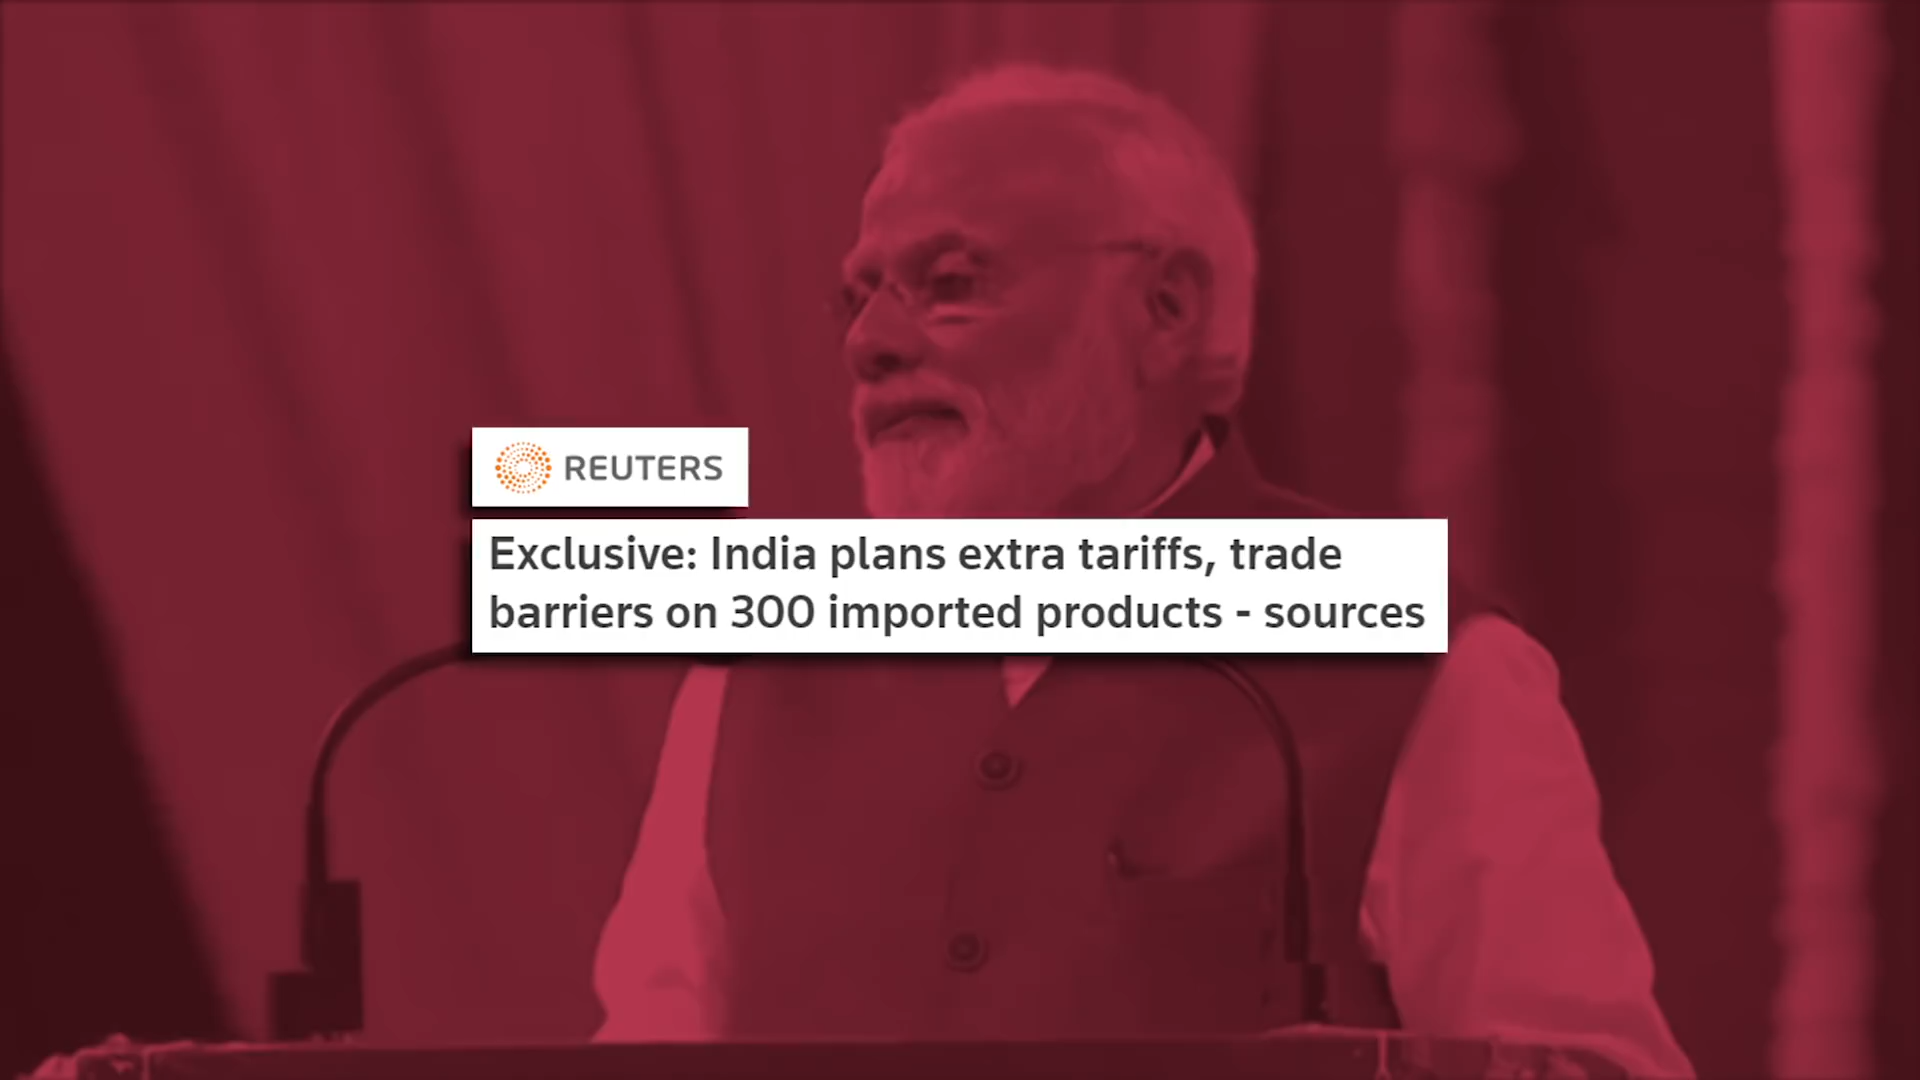 REUTERS
Exclusive: India plans extra tariffs, trade
barriers on 300 imported products - sources